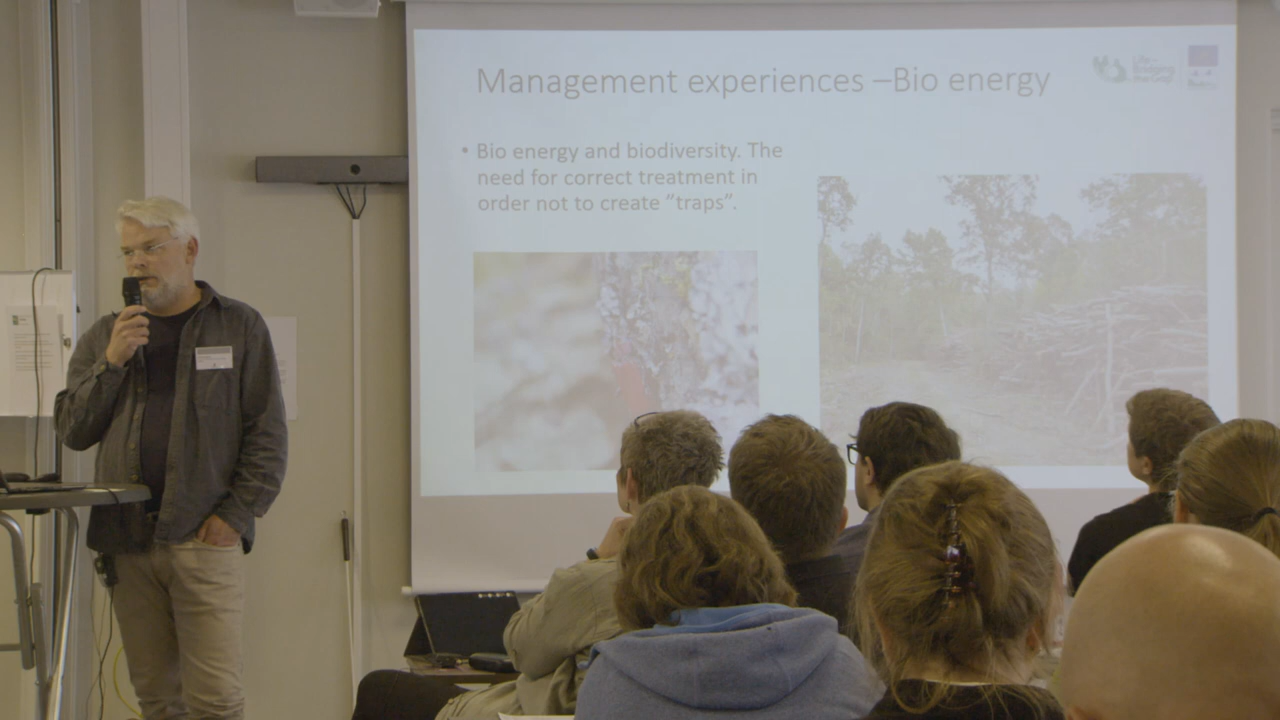 Management experiences –Bio energy
• Bio energy and biodiversity. The
need for correct treatment in
order not to create ”traps”.